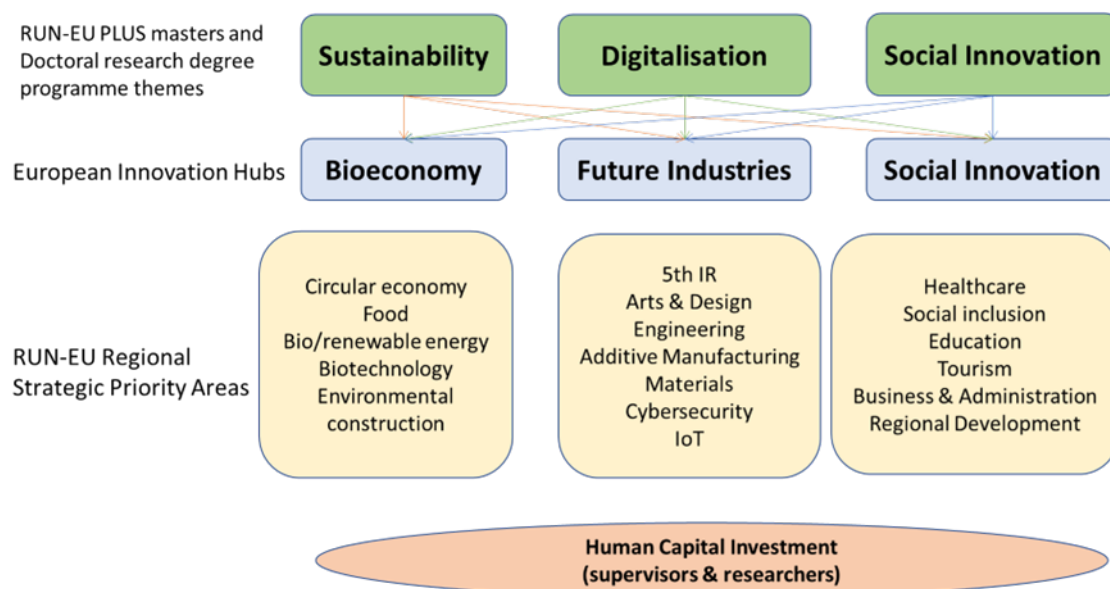 RUN-EU PLUS masters and
Doctoral research degree
programme themes
Sustainability
Digitalisation
Social Innovation
European Innovation Hubs
Bioeconomy
Future Industries
Social Innovation
RUN-EU Regional
Strategic Priority Areas
Circular economy
Food
Bio/renewable energy
Biotechnology
Environmental
construction
5th IR
Arts & Design
Engineering
Additive Manufacturing
Materials
Cybersecurity
IoT
Healthcare
Social inclusion
Education
Tourism
Business & Administration
Regional Development
Human Capital Investment
(supervisors & researchers)